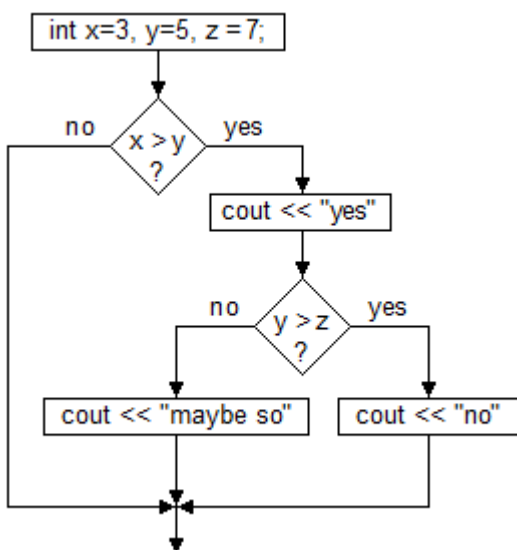 int x=3, y=5, z =7;
no
yes
x > y
?
cout << "yes"
no
yes
y > z
?
cout << "maybe so"
cout << "no"